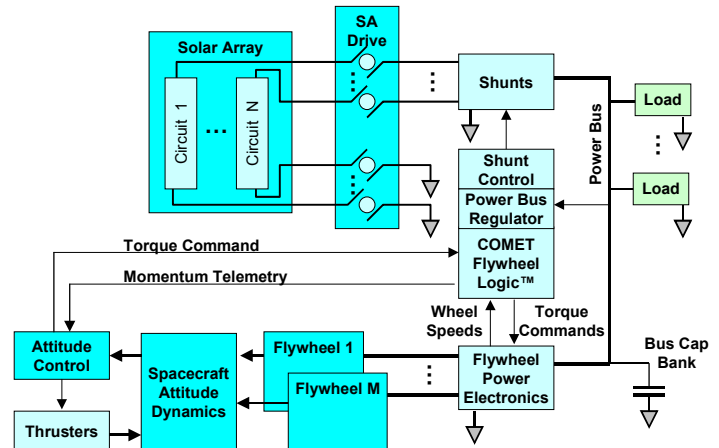 SA
Drive
Solar Array
Circuit 1
...
Circuit N
...
...
...
...
Shunts
Power Bus
Load
...
Load
Shunt
Control
Power Bus
Regulator
COMET
Flywheel
Logic™
Torque Command
Momentum Telemetry
Wheel
Speeds
Torque
Commands
Bus Cap
Bank
Attitude
Control
Spacecraft
Attitude
Dynamics
Flywheel 1
Flywheel M
...
Flywheel
Power
Electronics
Thrusters